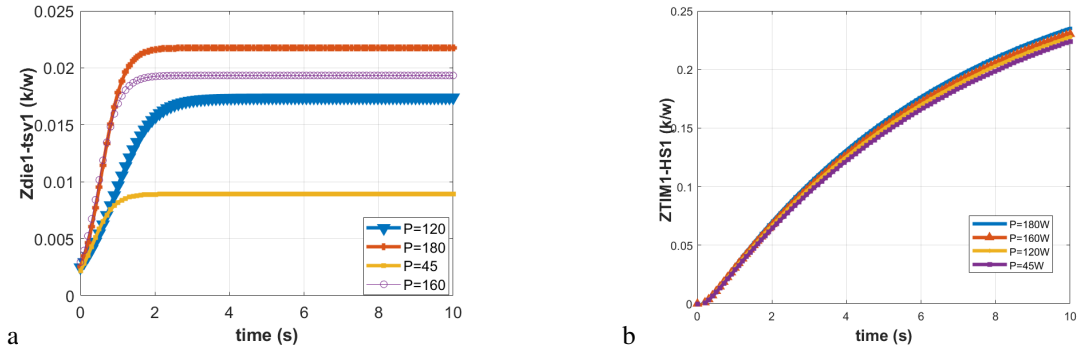 0.025
0.02
0.015
0.01
0.005
0
Zdie1-tsv1 (k/w)
0 2 4 6 8 10
time (s)
P=120
P=180
P=45
P=160
a
0.25
0.2
0.15
0.1
0.05
0
ZTIM1-HS1 (k/w)
0 2 4 6 8 10
time (s)
P=180W
P=160W
P=120W
P=45W
b